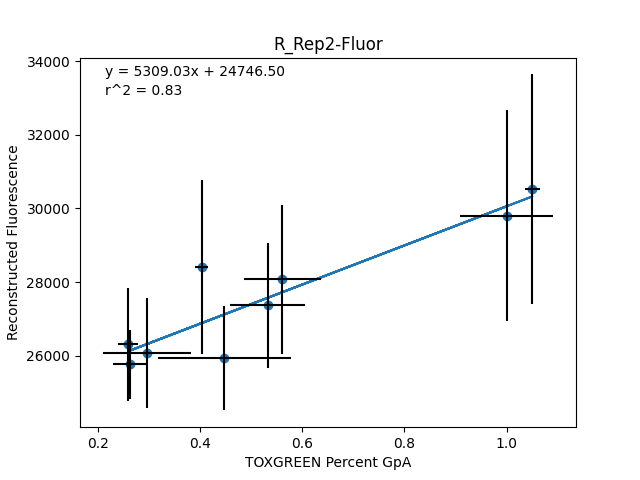 R_Rep2-Fluor
y = 5309.03x + 24746.50
r^2 = 0.83
34000
32000
30000
28000
26000
Reconstructed Fluorescence
0.2 0.4 0.6 0.8 1.0
TOXGREEN Percent GpA